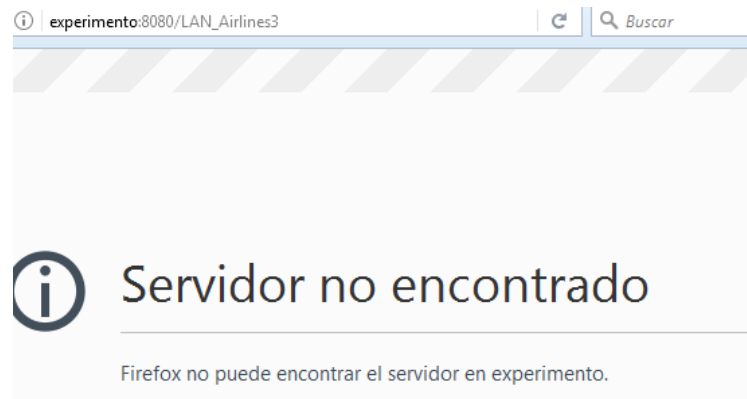 experimento:8080/LAN_Airlines3 Buscar
Servidor no encontrado
Firefox no puede encontrar el servidor en experimento.